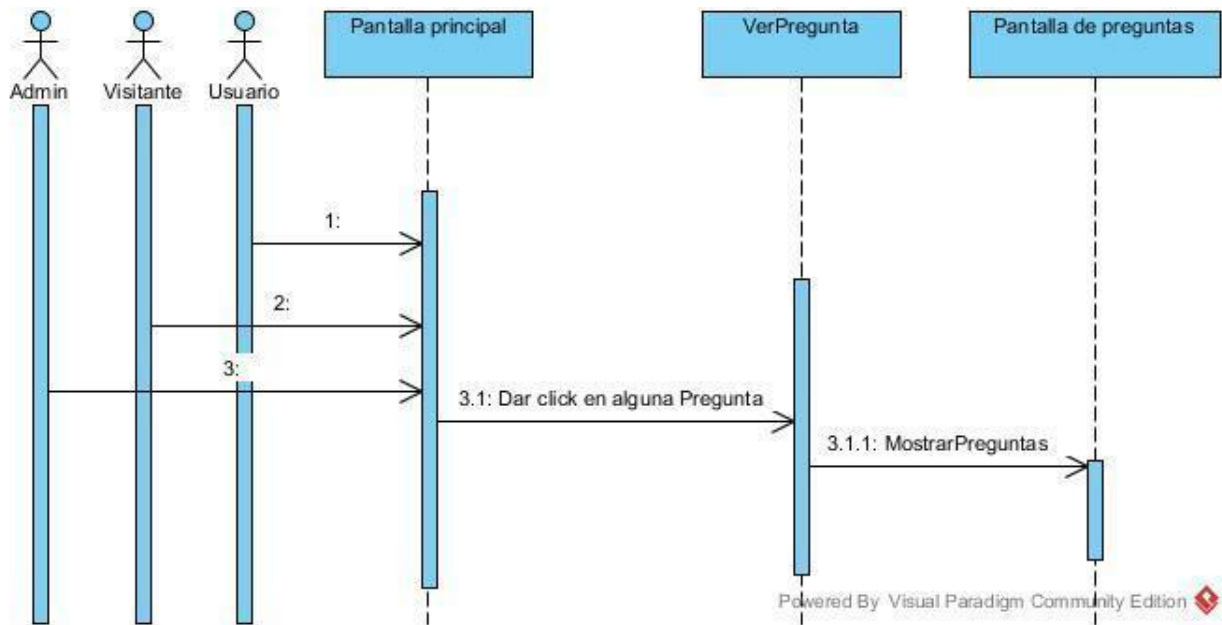 Pantalla principal
VerPregunta
Pantalla de preguntas
Admin
Visitante
Usuario
1:
2:
3:
3.1: Dar click en alguna Pregunta
3.1.1: MostrarPreguntas
Powered By Visual Paradigm Community Edition